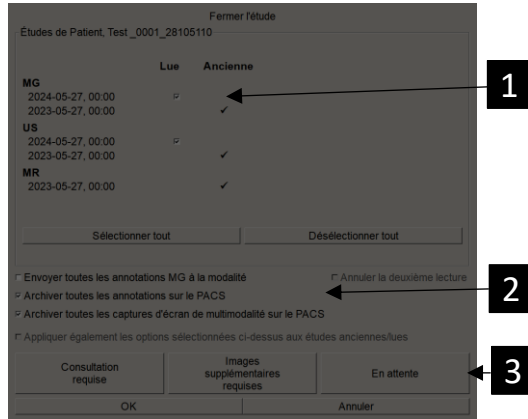 Fermer l'étude
Études de Patient, Test _0001_28105110
Lue Ancienne
MG
2024-05-27, 00:00
2023-05-27, 00:00
US
2024-05-27, 00:00
2023-05-27, 00:00
MR
2023-05-27, 00:00
Sélectionner tout Désélectionner tout
Envoyer toutes les annotations MG à la modalité Annuler la deuxième lecture
Archiver toutes les annotations sur le PACS
Archiver toutes les captures d'écran de multimodalité sur le PACS
Appliquer également les options sélectionnées ci-dessus aux études anciennes/lues
Consultation
requise
Images
supplémentaires
requises
En attente
OK Annuler
1
2
3